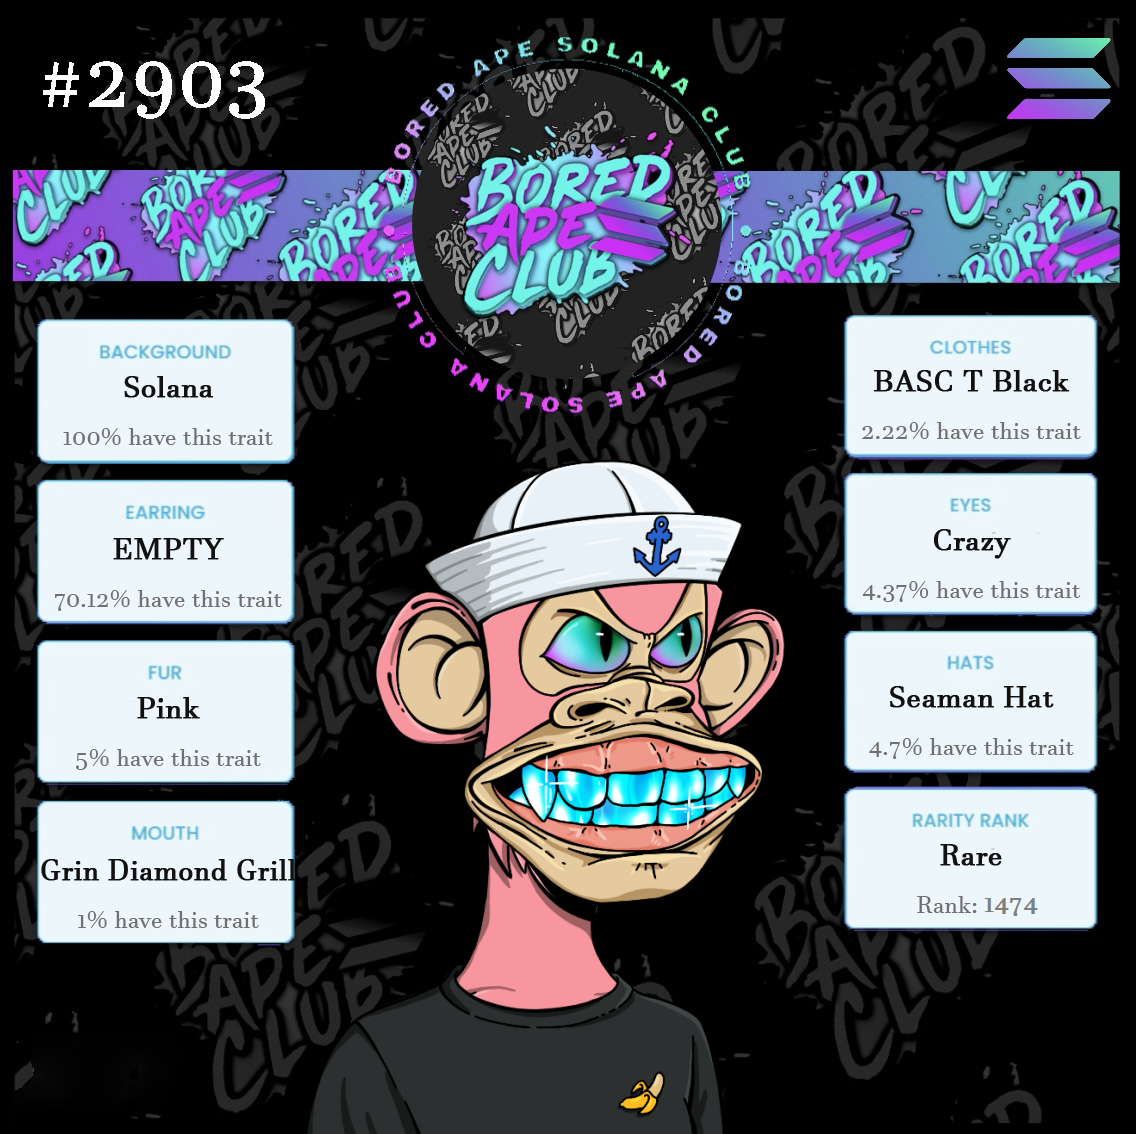 #2903
BORED APE SOLANA CLUB
BORED APE SOLANA CLUB
BORED
APE
CLUB
BACKGROUND
Solana
100% have this trait
EARRING
EMPTY
70.12% have this trait
FUR
Pink
5% have this trait
MOUTH
Grin Diamond Grill
1% have this trait
CLOTHES
BASC T Black
2.22% have this trait
EYES
Crazy
4.37% have this trait
HATS
Seaman Hat
4.7% have this trait
RARITY RANK
Rare
Rank: 1474